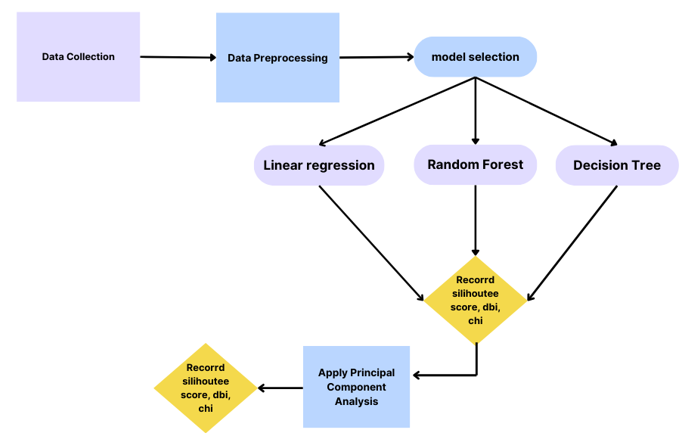 Data Collection
Data Preprocessing
model selection
Linear regression
Random Forest
Decision Tree
Recorrd
silihoutee
score, dbi,
chi
Apply Principal
Component
Analysis
Recorrd
silihoutee
score, dbi,
chi